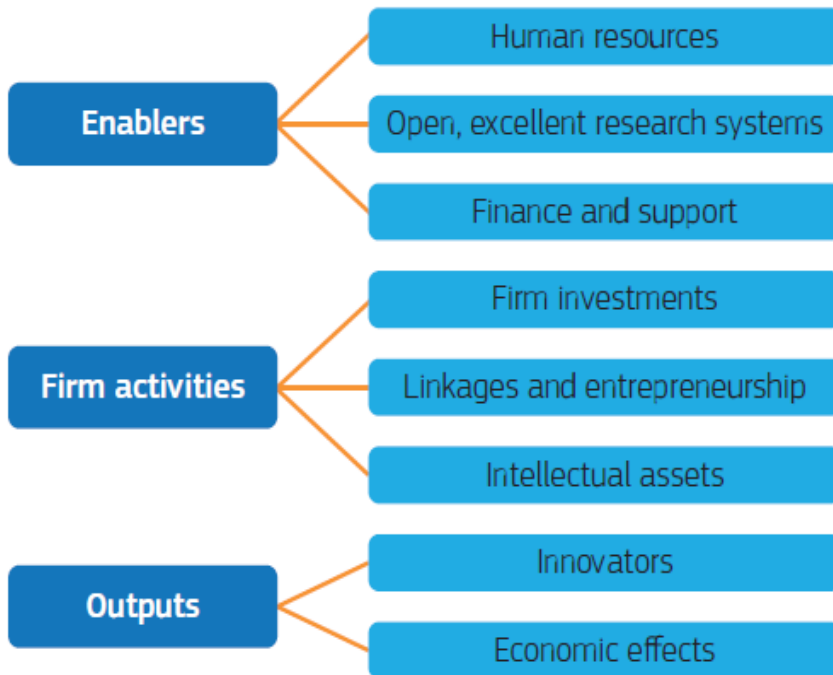 Enablers
Human resources
Open, excellent research systems
Finance and support
Firm activities
Firm investments
Linkages and entrepreneurship
Intellectual assets
Outputs
Innovators
Economic effects